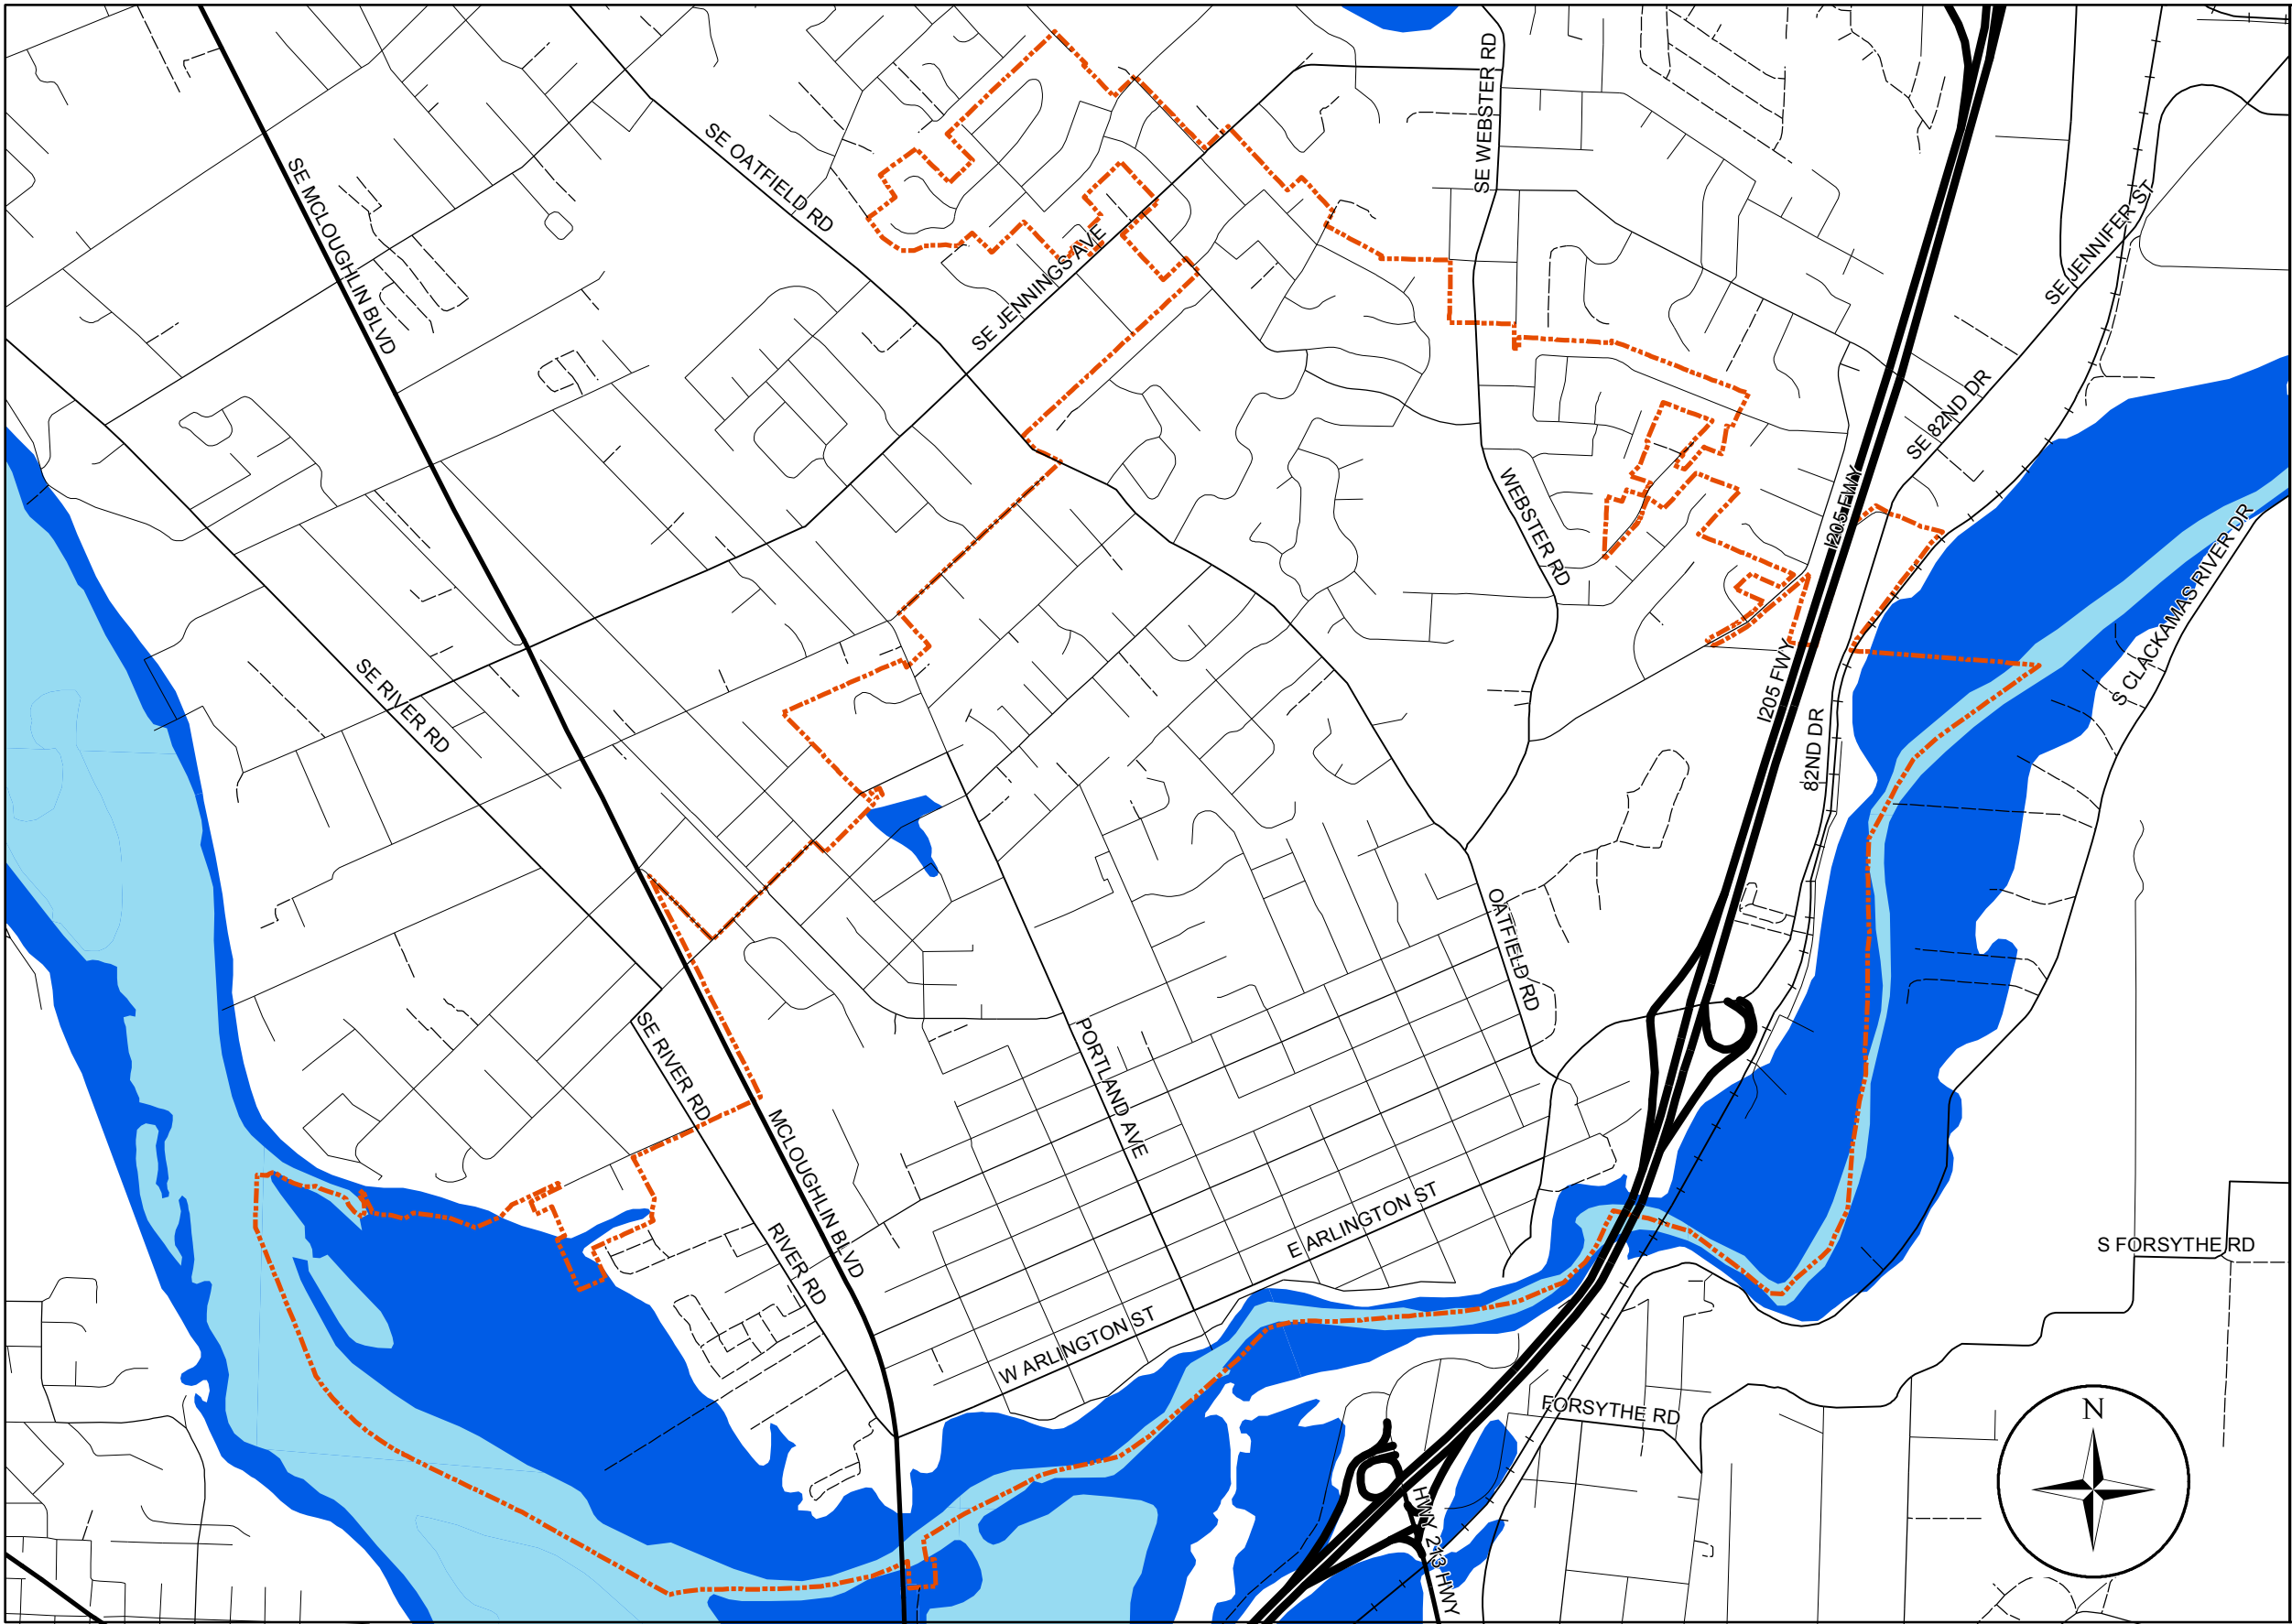 SE WEBSTER RD
SE OATFIELD RD
SE MCLOUGHLIN BLVD
SE JENNIFER ST
SE JENNINGS AVE
SE 82ND DR
I205 FWY
WEBSTER RD
S CLACKAMAS RIVER DR
SE RIVER RD
I205 FWY
82ND DR
OATFIELD RD
SE RIVER RD
PORTLAND AVE
MCLOUGHLIN BLVD
E ARLINGTON ST
RIVER RD
S FORSYTHE RD
W ARLINGTON ST
FORSYTHE RD
N
HWY 213 HWY